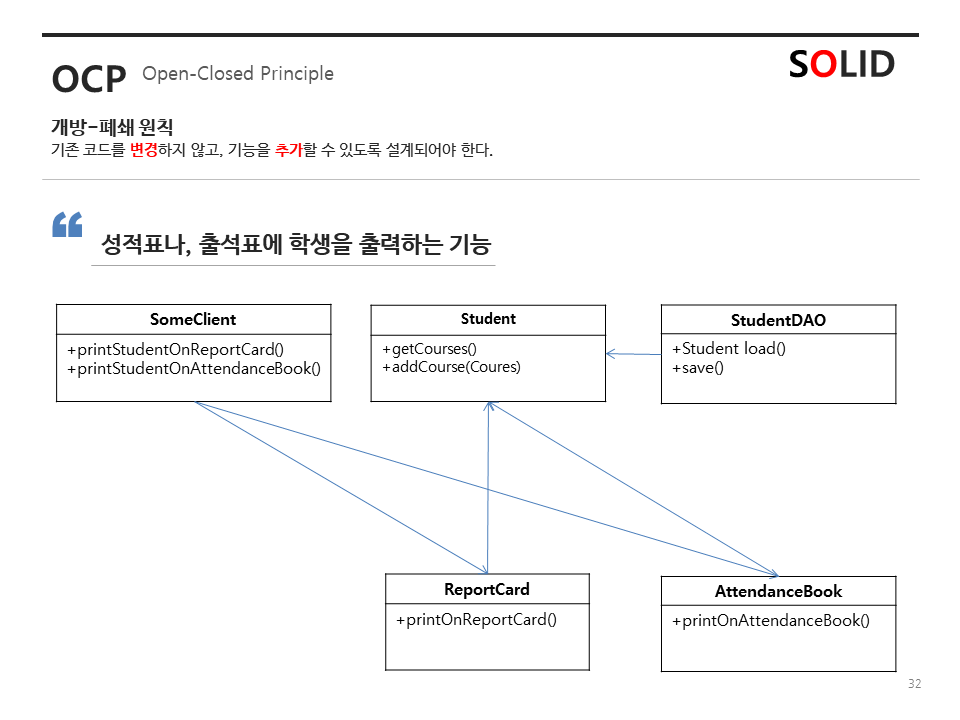 OCP Open-Closed Principle
SOLID
개방-폐쇄 원칙
기존 코드를 변경하지 않고, 기능을 추가할 수 있도록 설계되어야 한다.
“
성적표나, 출석표에 학생을 출력하는 기능
SomeClient
+printStudentOnReportCard()
+printStudentOnAttendanceBook()
Student
+getCourses()
+addCourse(Coures)
StudentDAO
+Student load()
+save()
ReportCard
+printOnReportCard()
AttendanceBook
+printOnAttendanceBook()
32